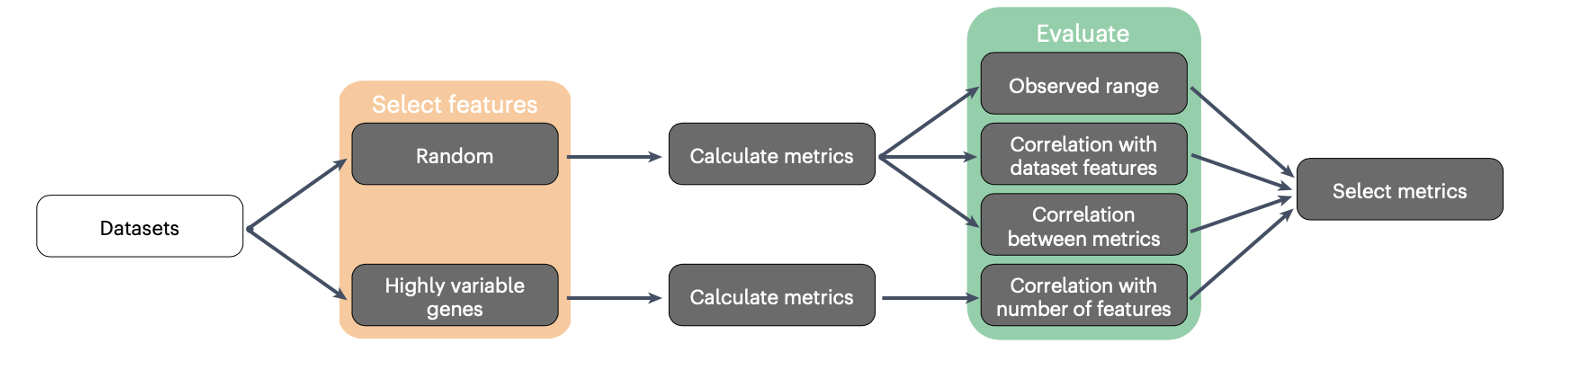 Datasets
Select features
Random
Highly variable
genes
Calculate metrics
Calculate metrics
Evaluate
Observed range
Correlation with
dataset features
Correlation
between metrics
Correlation with
number of features
Select metrics